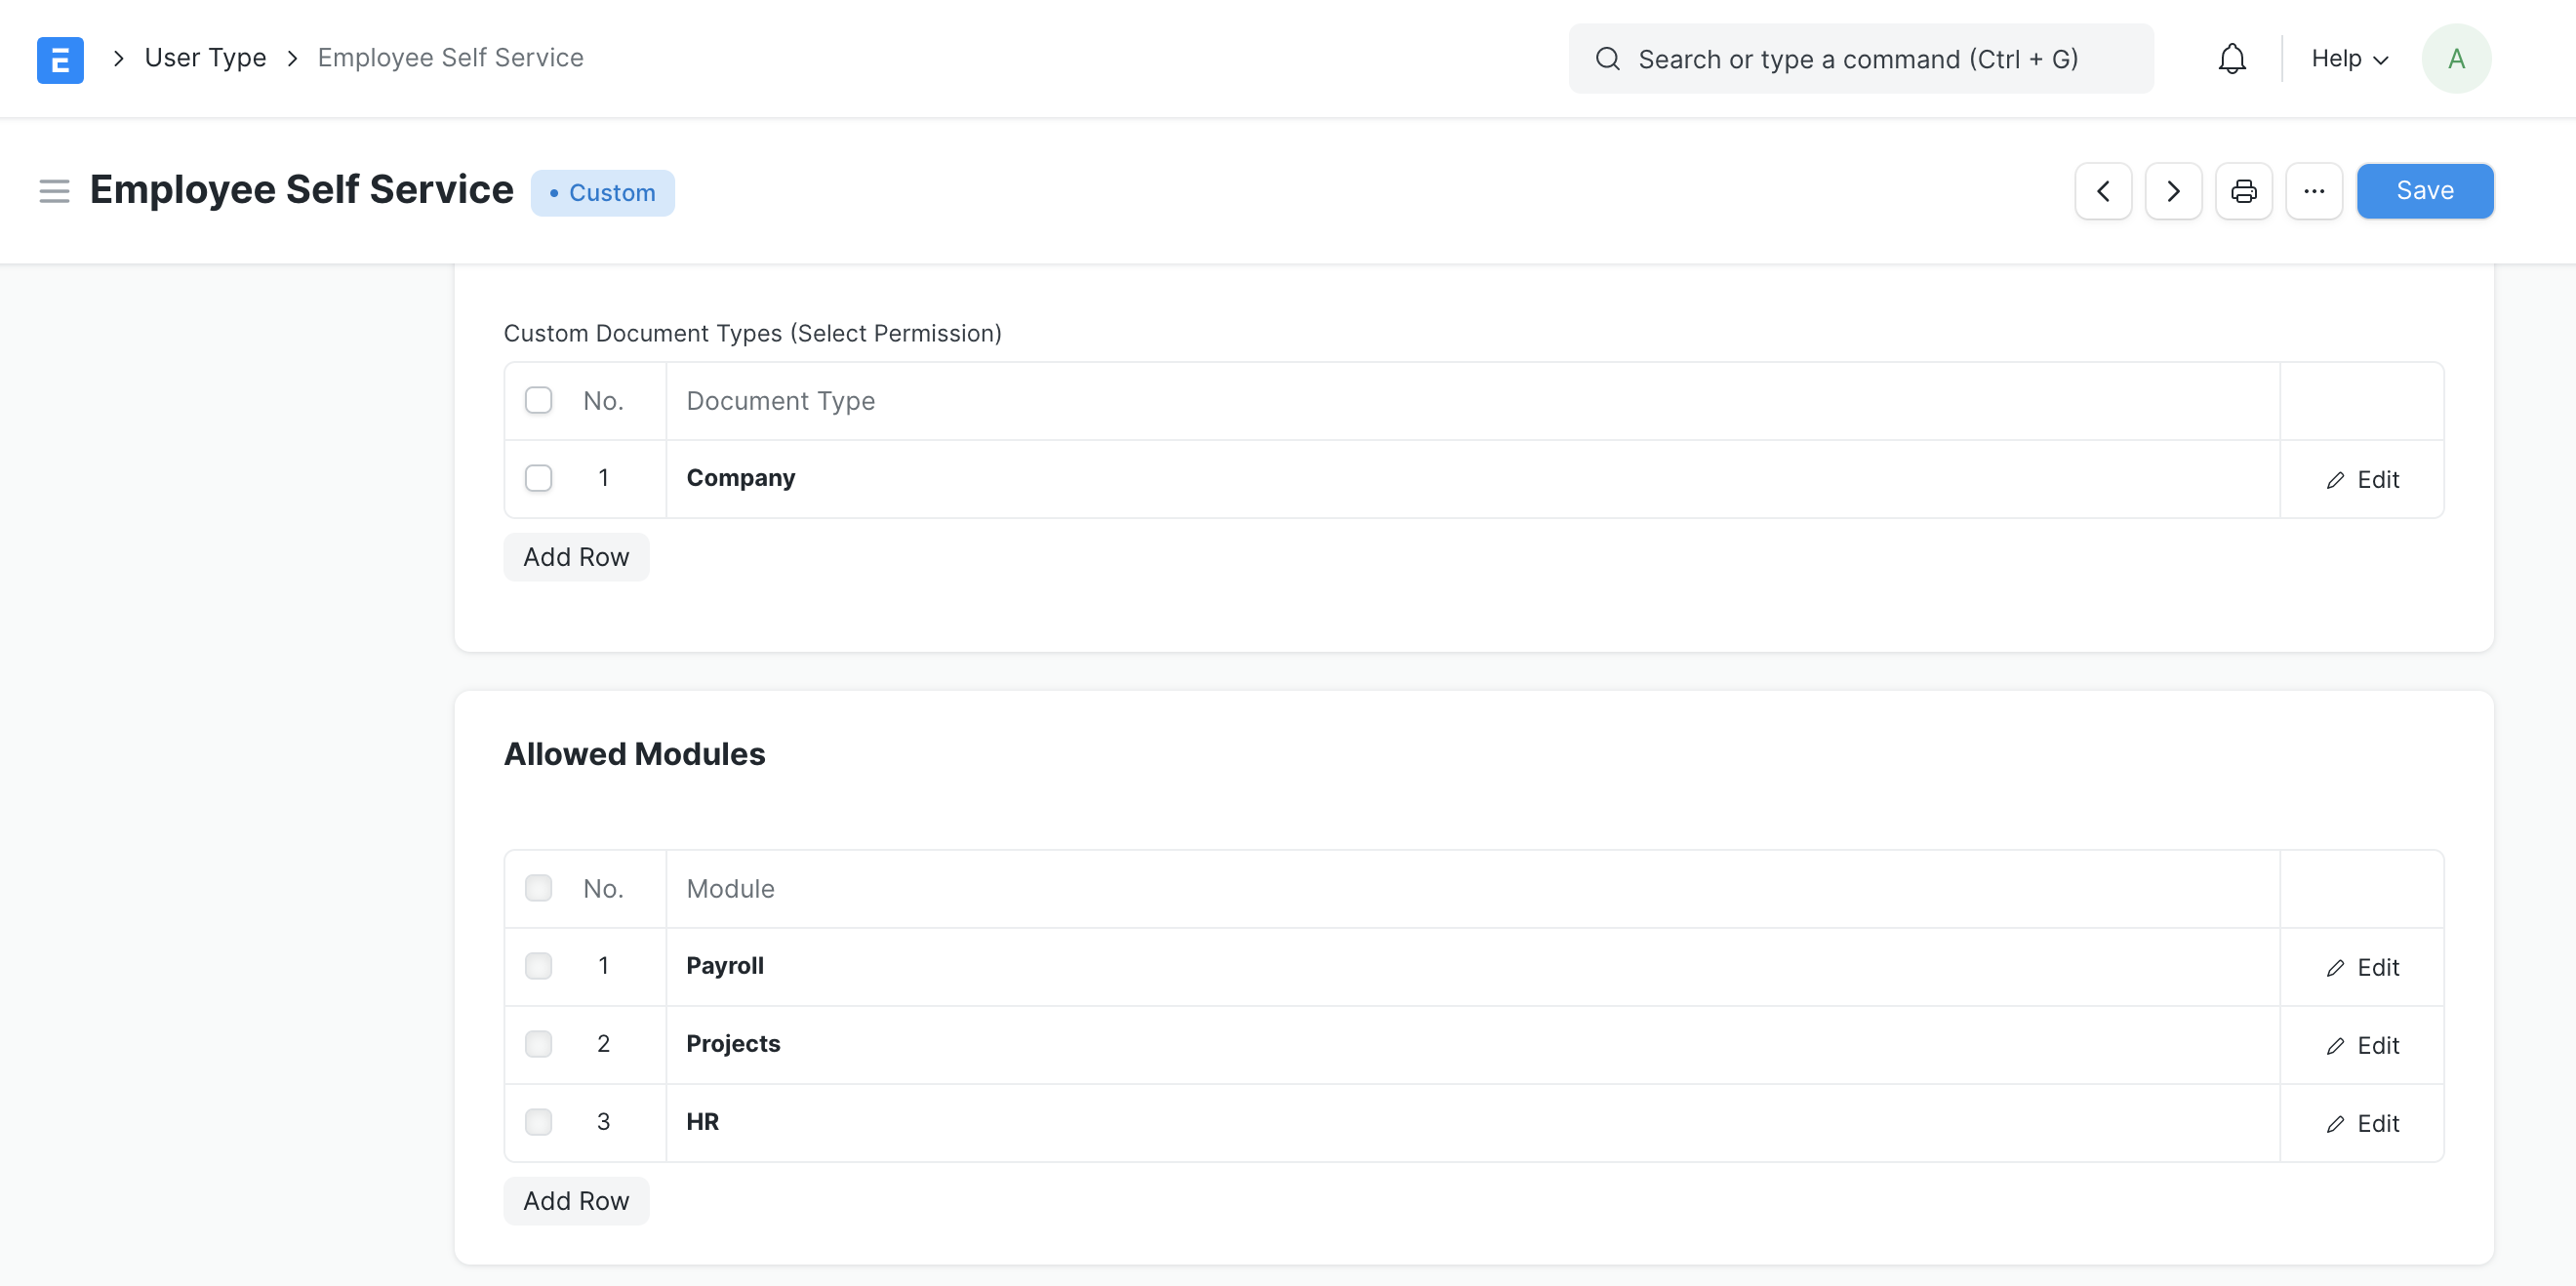 E > User Type > Employee Self Service Search or type a command (Ctrl + G) Help A
Employee Self Service • Custom Save
Custom Document Types (Select Permission)
No. Document Type
1 Company Edit
Add Row
Allowed Modules
No. Module
1 Payroll Edit
2 Projects Edit
3 HR Edit
Add Row